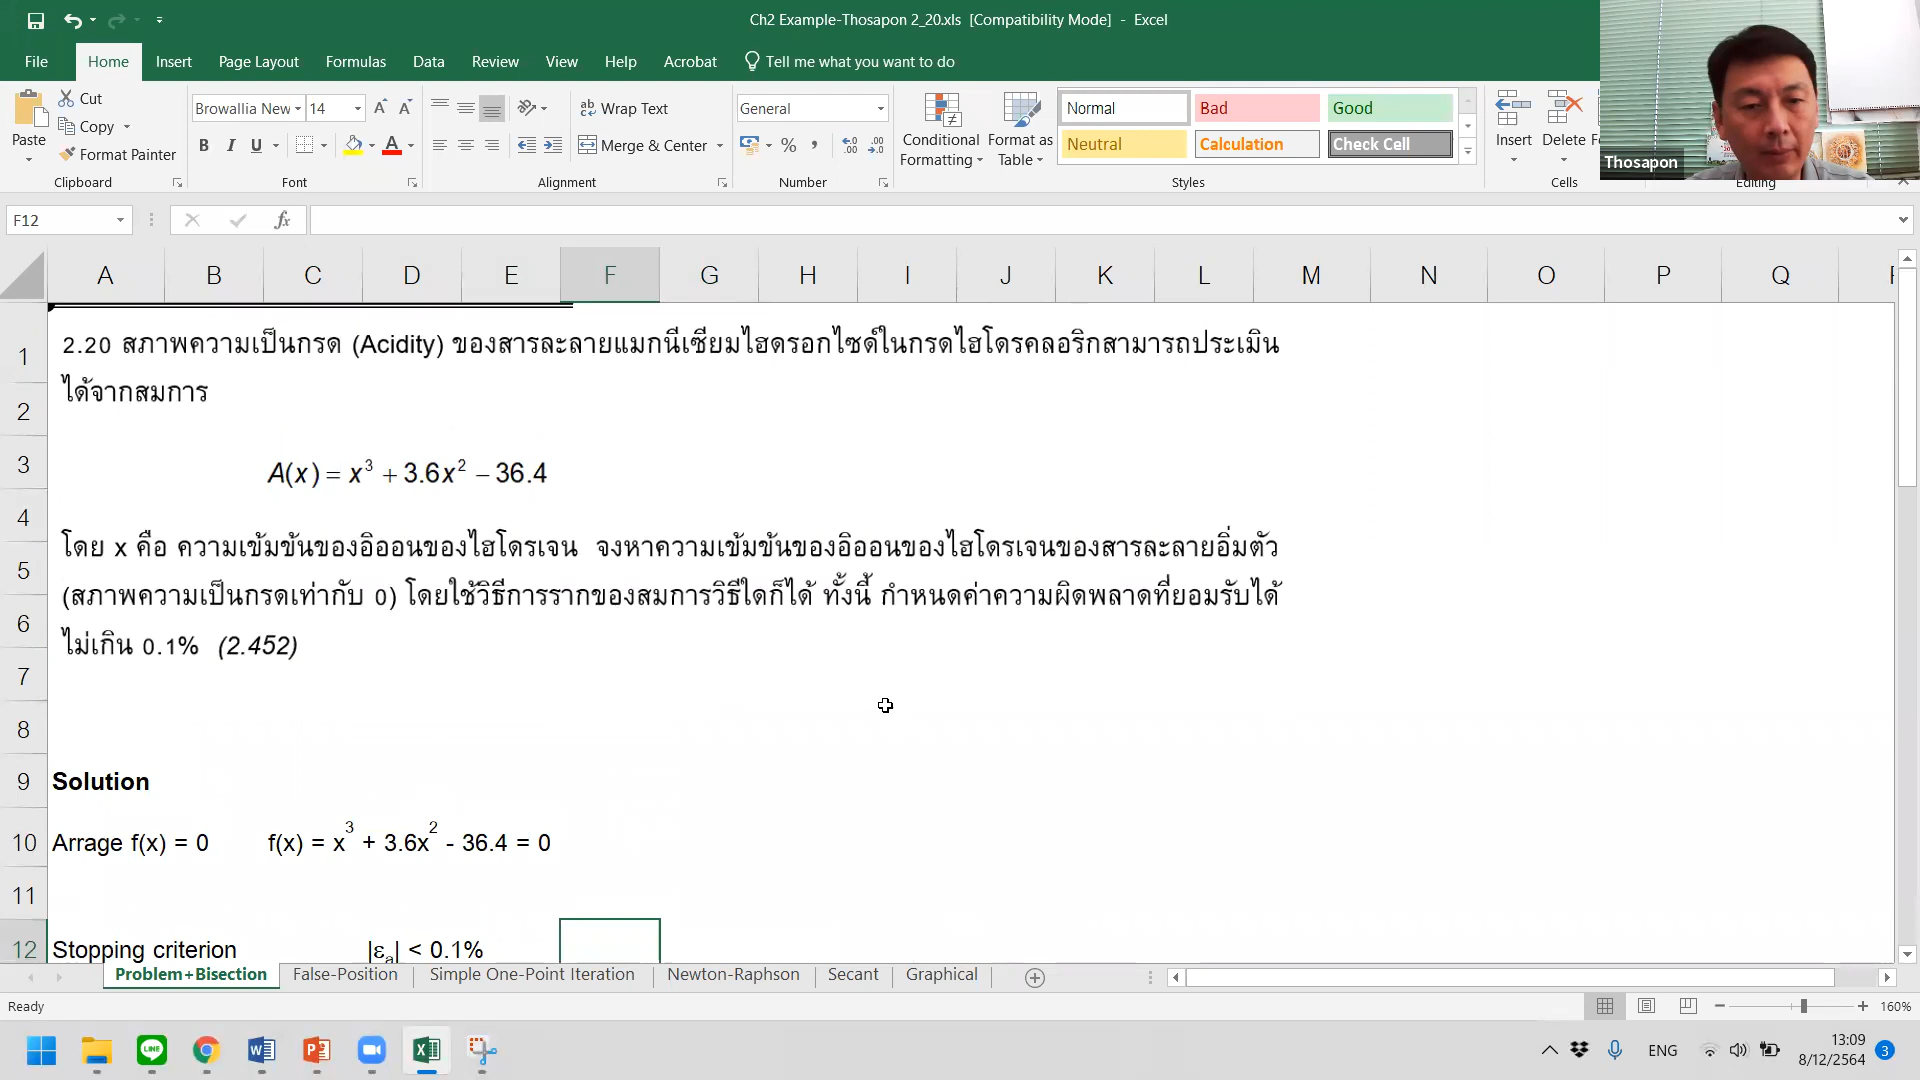 Ch2 Example-Thosapon 2_20.xls [Compatibility Mode] - Excel
File Home Insert Page Layout Formulas Data Review View Help Acrobat Tell me what you want to do
Paste
Cut
Copy
Format Painter
Clipboard
Browallia New 14
B I U
Font
Wrap Text
Merge & Center
Alignment
General
Number
Conditional Formatting
Format as Table
Normal Bad Good
Neutral Calculation Check Cell
Styles
Insert Delete F
Cells
Editing
Thosapon
F12
fx
A B C D E F G H I J K L M N O P Q
1
2.20 สภาพความเป็นกรด (Acidity) ของสารละลายแมกนีเซียมไฮดรอกไซด์ในกรดไฮโดรคลอริกสามารถประเมิน
2
ได้จากสมการ
3
A(x) = x³ + 3.6x² − 36.4
4
โดย x คือ ความเข้มข้นของอิออนของไฮโดรเจน จงหาความเข้มข้นของอิออนของไฮโดรเจนของสารละลายอิ่มตัว
5
(สภาพความเป็นกรดเท่ากับ 0) โดยใช้วิธีการรากของสมการวิธีใดก็ได้ ทั้งนี้ กำหนดค่าความผิดพลาดที่ยอมรับได้
6
ไม่เกิน 0.1% (2.452)
7
8
9 Solution
10 Arrage f(x) = 0 f(x) = x³ + 3.6x² - 36.4 = 0
11
12 Stopping criterion |εa| < 0.1%
Problem+Bisection False-Position Simple One-Point Iteration Newton-Raphson Secant Graphical
Ready
160%
LINE
ENG
13:09
8/12/2564
3